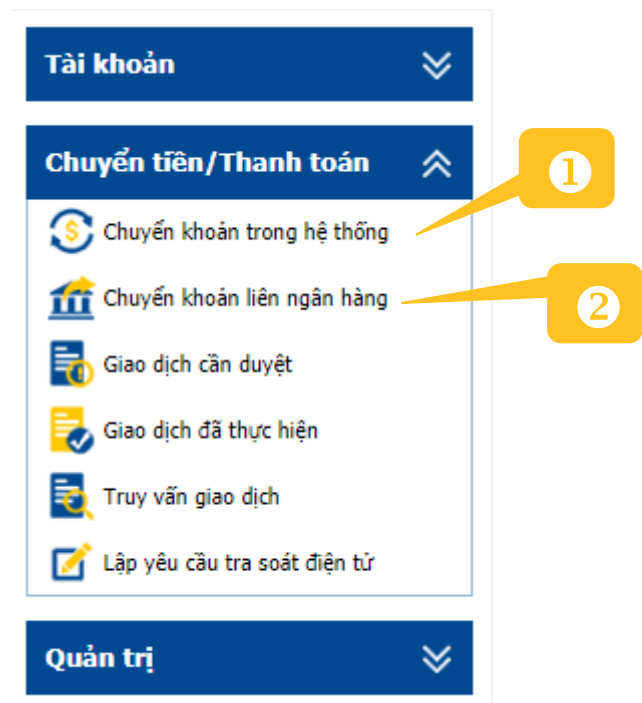 Tài khoản
Chuyển tiền/Thanh toán
1
Chuyển khoản trong hệ thống
Chuyển khoản liên ngân hàng
2
Giao dịch cần duyệt
Giao dịch đã thực hiện
Truy vấn giao dịch
Lập yêu cầu tra soát điện tử
Quản trị